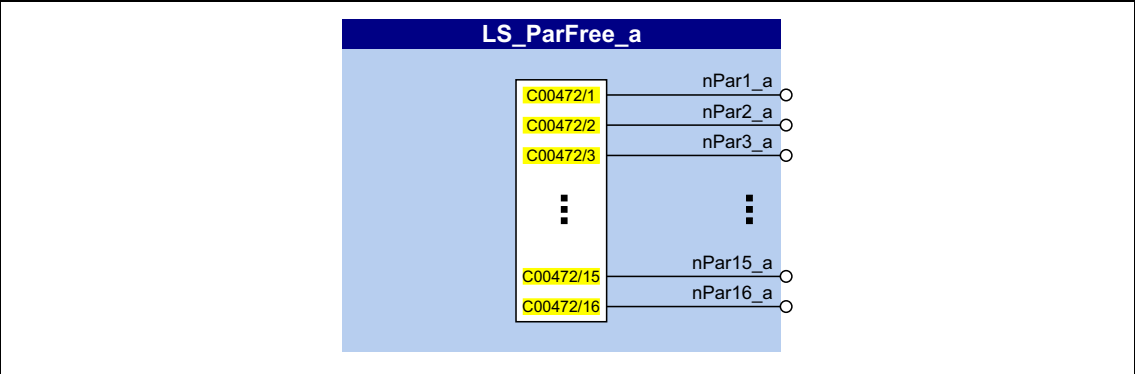 LS_ParFree_a
C00472/1 nPar1_a
C00472/2 nPar2_a
C00472/3 nPar3_a
C00472/15 nPar15_a
C00472/16 nPar16_a